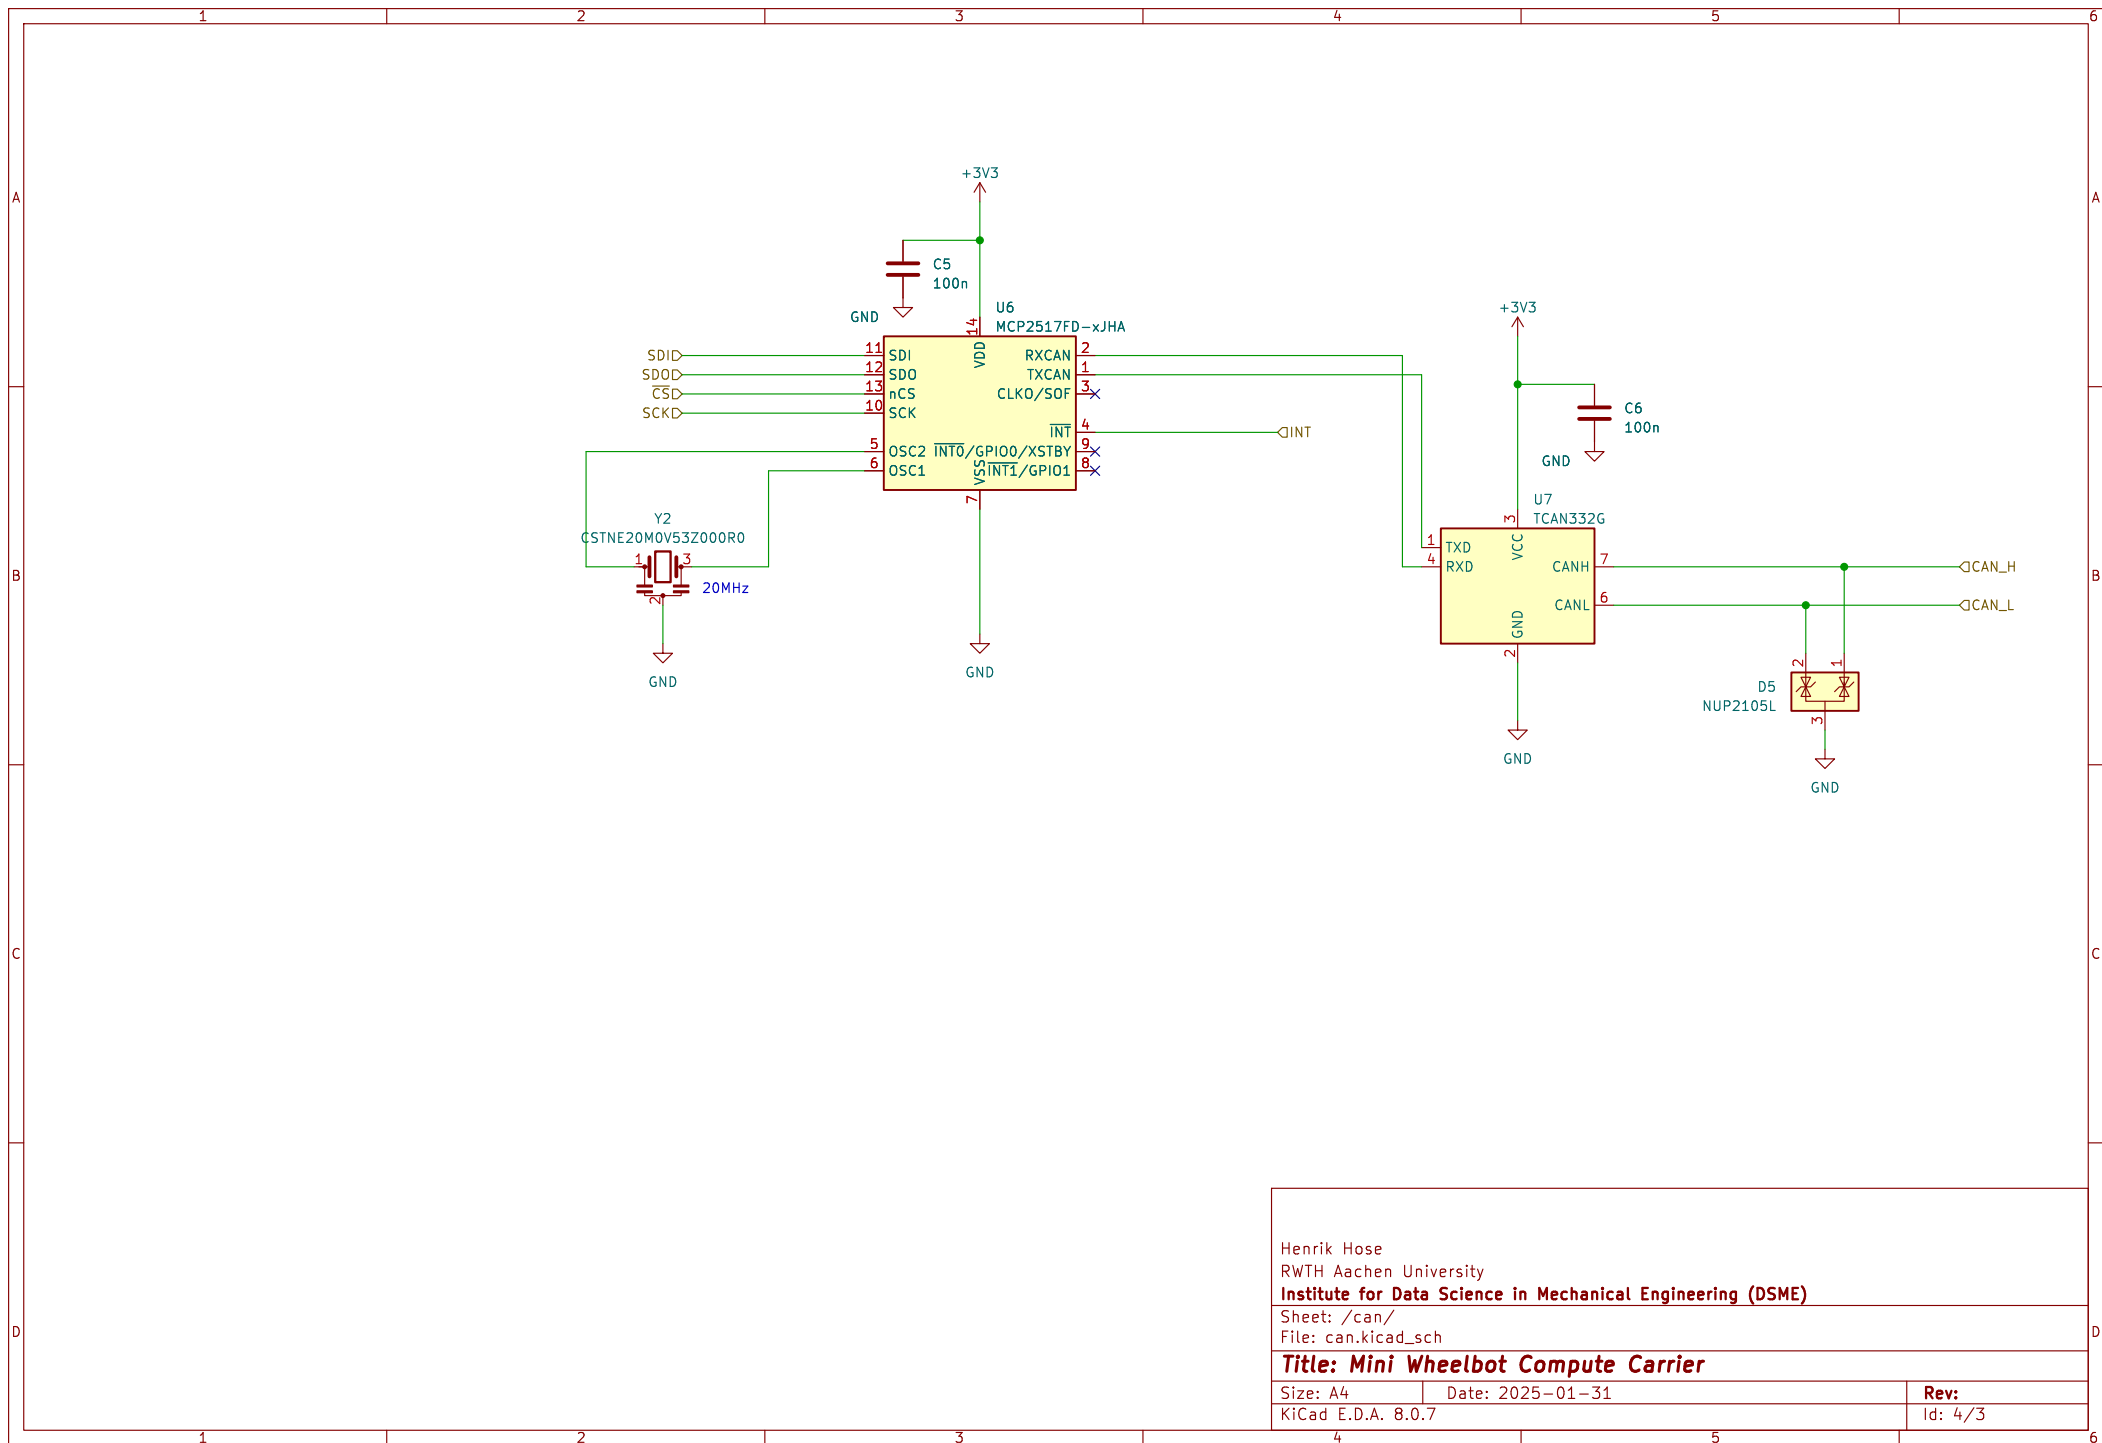 1 2 3 4 5 6
A A
B B
C C
D D
1 2 3 4 5 6
+3V3
C5
100n
GND
U6
MCP2517FD-xJHA
14
VDD
11 SDI
12 SDO
13 nCS
10 SCK
5 OSC2
6 OSC1
RXCAN 2
TXCAN 1
CLKO/SOF 3
INT 4
INT0/GPIO0/XSTBY 9
INT1/GPIO1 8
VSS
7
GND
SDI
SDO
CS
SCK
INT
Y2
CSTNE20M0V53Z000R0
1 3
2
20MHz
GND
+3V3
C6
100n
GND
U7
TCAN332G
3
VCC
1 TXD
4 RXD
CANH 7
CANL 6
GND
2
GND
CAN_H
CAN_L
2 1
D5
NUP2105L
3
GND
Henrik Hose
RWTH Aachen University
Institute for Data Science in Mechanical Engineering (DSME)
Sheet: /can/
File: can.kicad_sch
Title: Mini Wheelbot Compute Carrier
Size: A4 Date: 2025-01-31 Rev:
KiCad E.D.A. 8.0.7 Id: 4/3